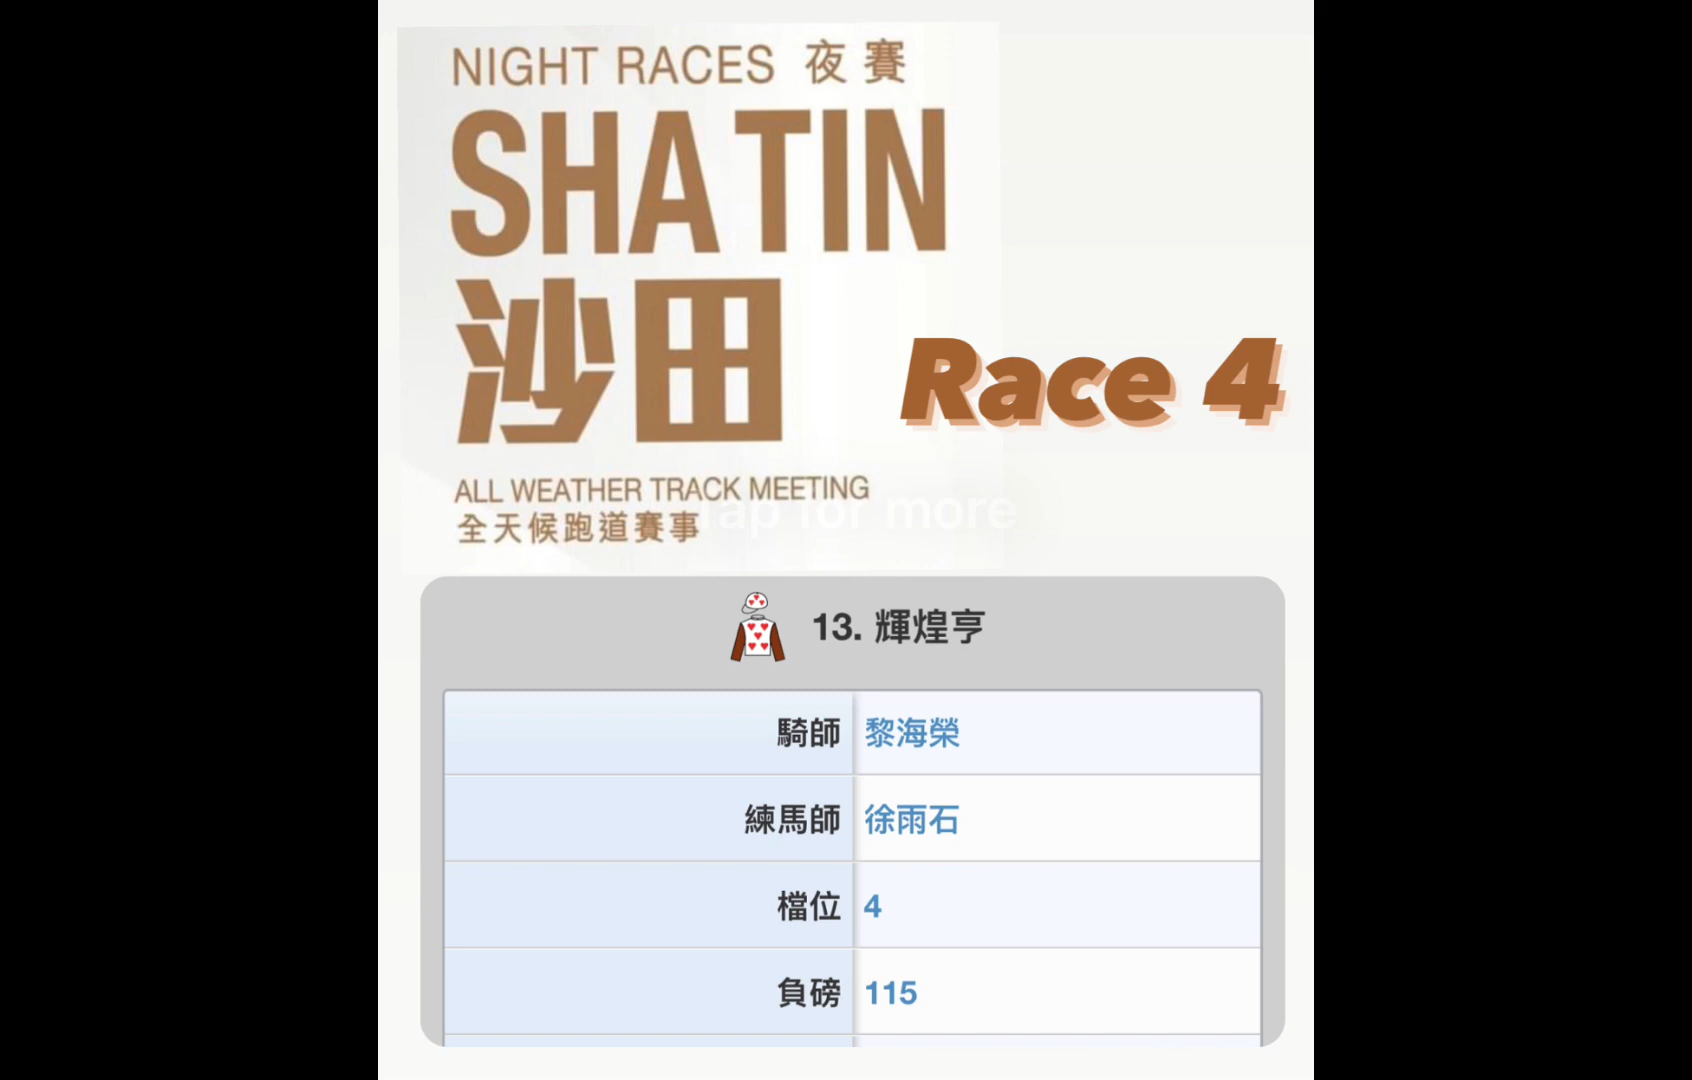 NIGHT RACES 夜賽
SHATIN
沙田
Race 4
ALL WEATHER TRACK MEETING
全天候跑道賽事
Tap for more
13. 輝煌亨
騎師 黎海榮
練馬師 徐雨石
檔位 4
負磅 115